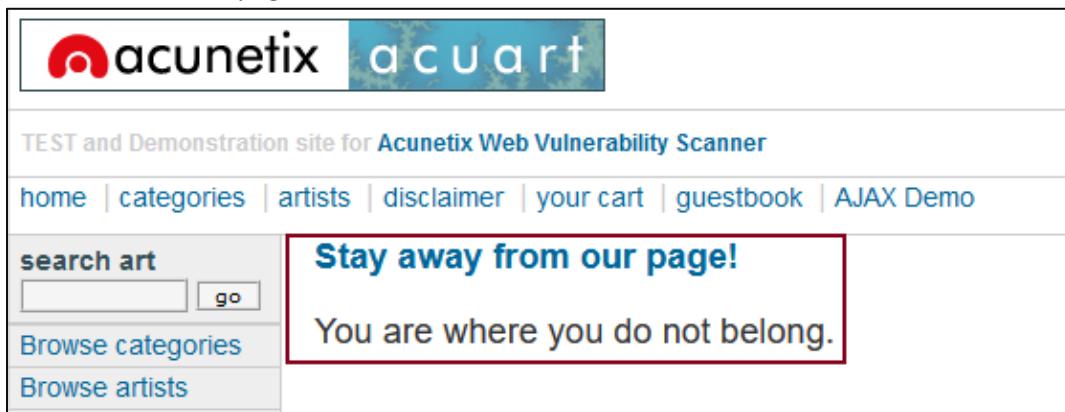 acunetix acuart
TEST and Demonstration site for Acunetix Web Vulnerability Scanner
home | categories | artists | disclaimer | your cart | guestbook | AJAX Demo
search art
go
Browse categories
Browse artists
Stay away from our page!
You are where you do not belong.